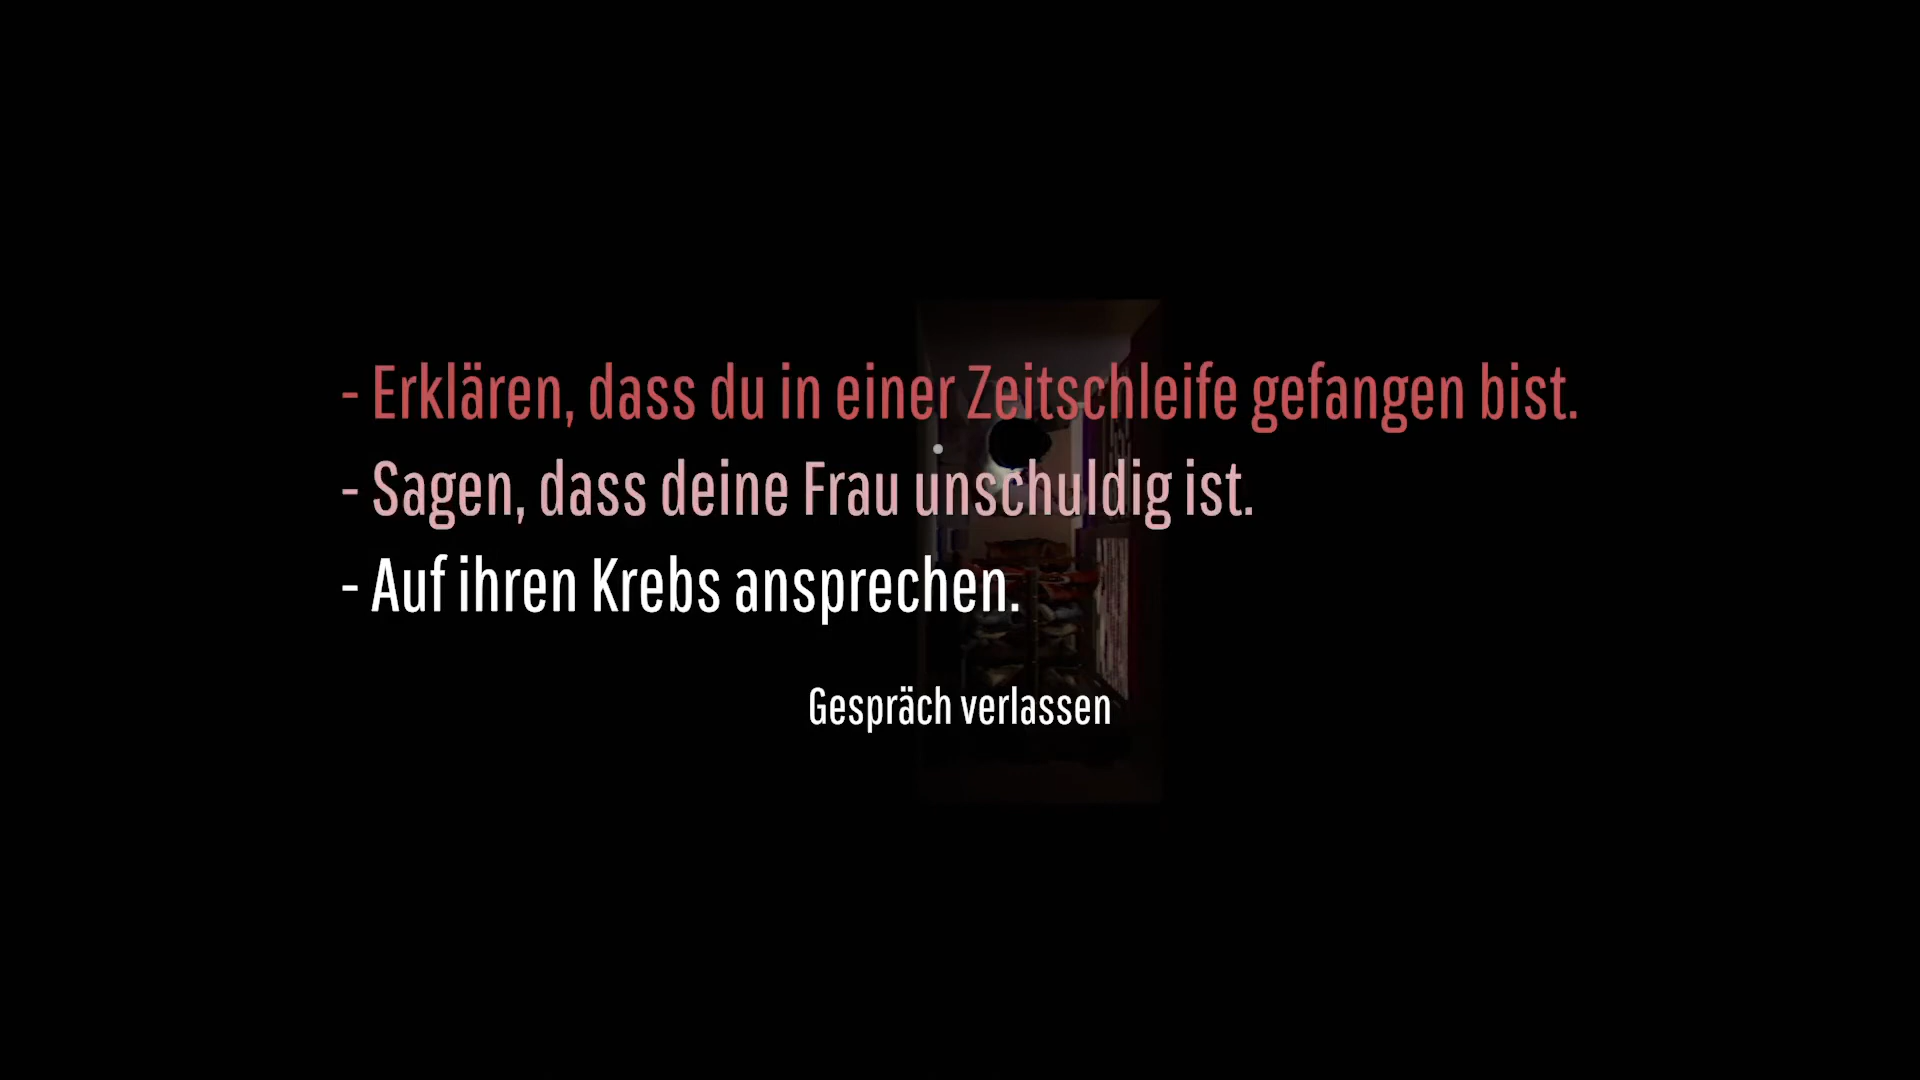 - Erklären, dass du in einer Zeitschleife gefangen bist.
- Sagen, dass deine Frau unschuldig ist.
- Auf ihren Krebs ansprechen.
Gespräch verlassen